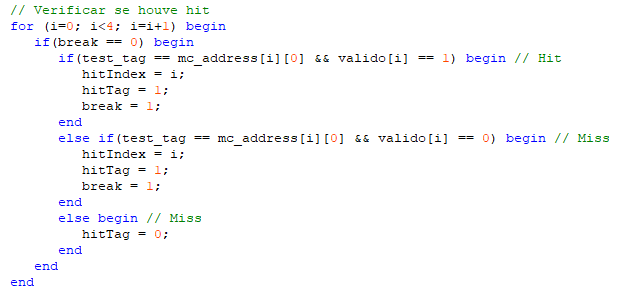 // Verificar se houve hit
for (i=0; i<4; i=i+1) begin
   if(break == 0) begin
      if(test_tag == mc_address[i][0] && valido[i] == 1) begin // Hit
         hitIndex = i;
         hitTag = 1;
         break = 1;
      end
      else if(test_tag == mc_address[i][0] && valido[i] == 0) begin // Miss
         hitIndex = i;
         hitTag = 1;
         break = 1;
      end
      else begin // Miss
         hitTag = 0;
      end
   end
end